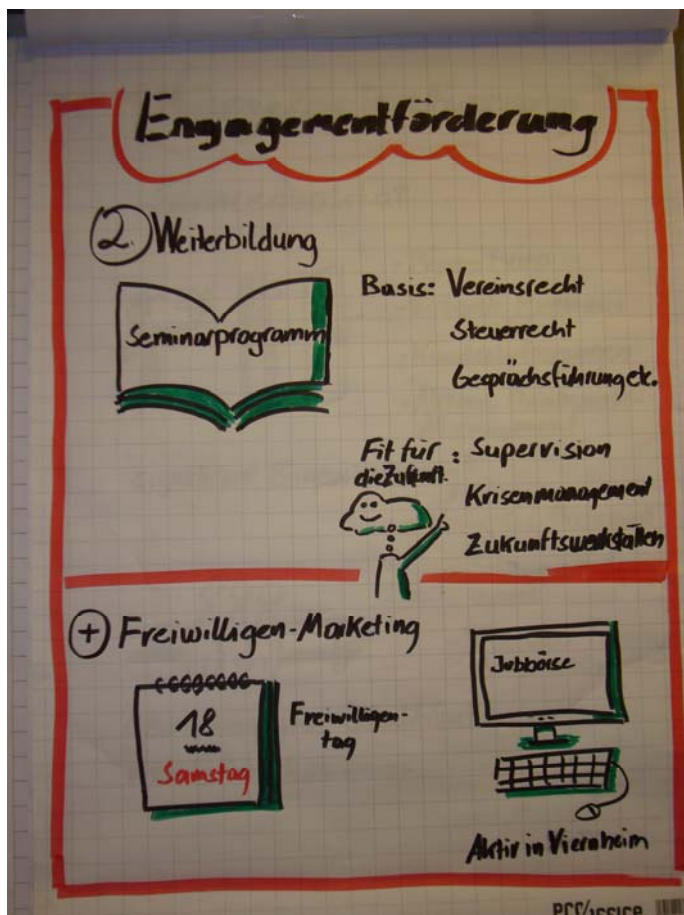 Engagementförderung
2. Weiterbildung
Seminarprogramm
Basis: Vereinsrecht
Steuerrecht
Gesprächsführung etc.
Fit für die Zukunft: Supervision
Krisenmanagement
Zukunftswerkstätten
+ Freiwilligen-Marketing
18
Samstag
Freiwilligen-
tag
Jobbörse
Aktiv in Viernheim